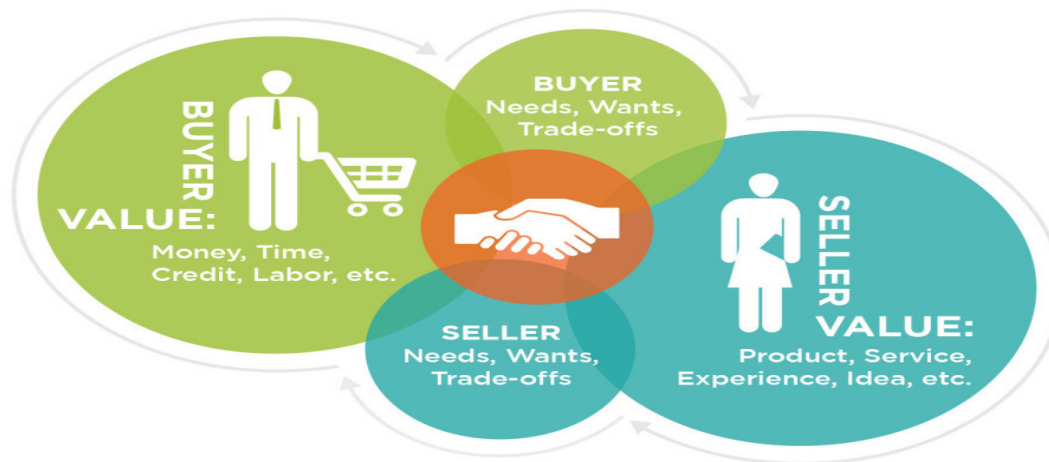 BUYER
VALUE:
Money, Time,
Credit, Labor, etc.
BUYER
Needs, Wants,
Trade-offs
SELLER
Needs, Wants,
Trade-offs
SELLER
VALUE:
Product, Service,
Experience, Idea, etc.